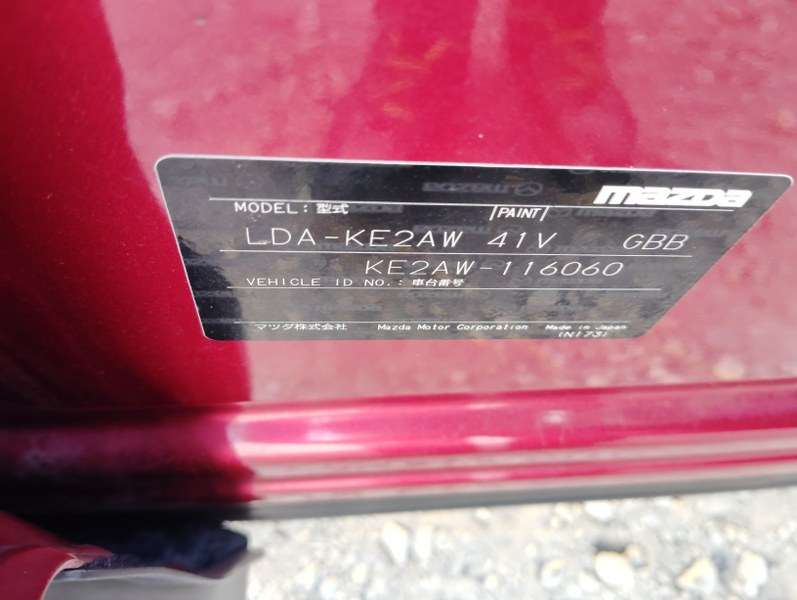 mazda
MODEL : 型式 /PAINT/
LDA-KE2AW 41V GBB
KE2AW-116060
VEHICLE ID NO. : 車台番号
マツダ株式会社 Mazda Motor Corporation Made in Japan
(N173)